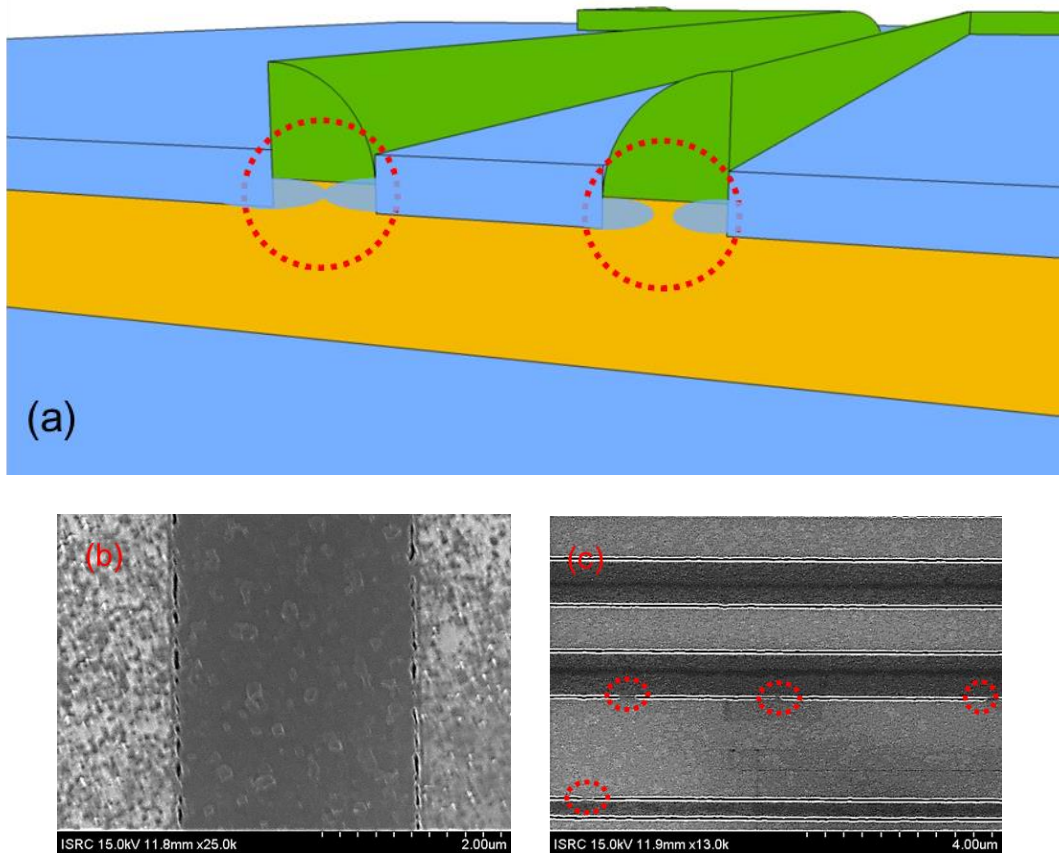 (a)
(b)
(c)
ISRC 15.0kV 11.8mm x25.0k 2.00um
ISRC 15.0kV 11.9mm x13.0k 4.00um